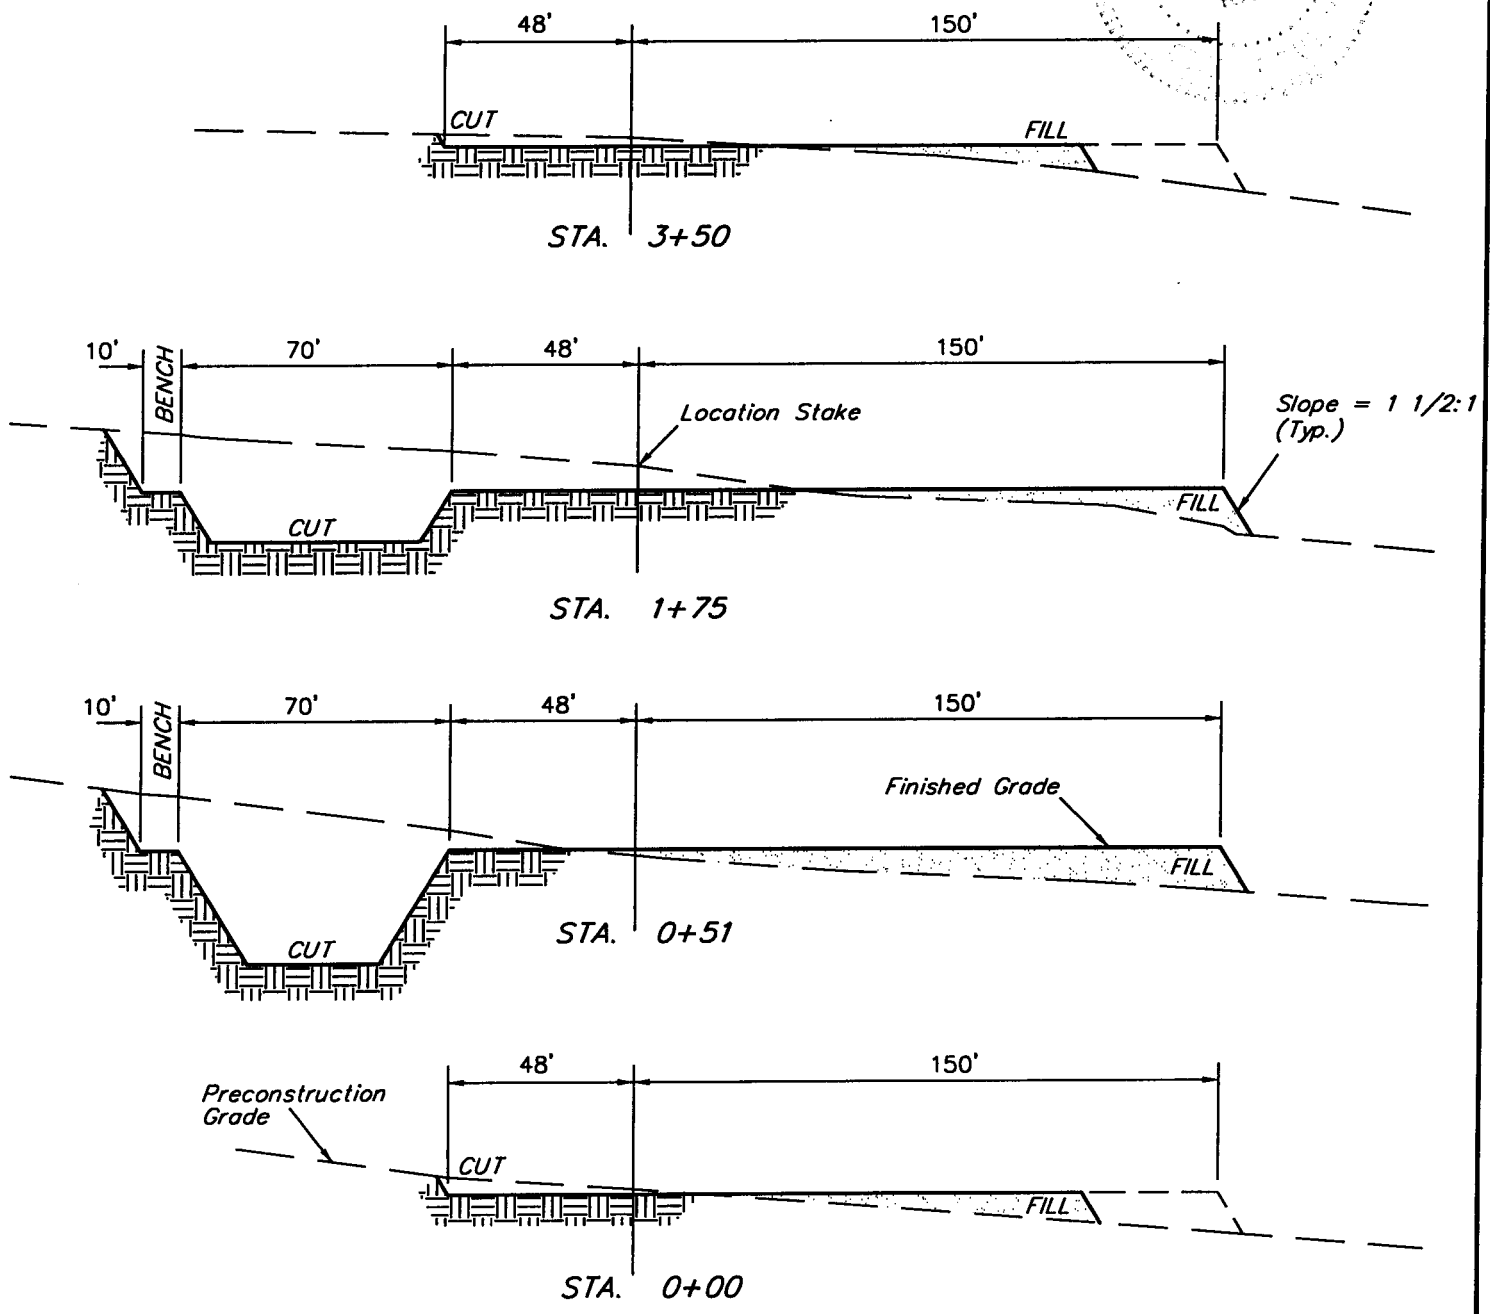 48' 150'
CUT FILL
STA. 3+50
10' BENCH 70' 48' 150'
Location Stake
Slope = 1 1/2:1
(Typ.)
CUT FILL
STA. 1+75
10' BENCH 70' 48' 150'
Finished Grade
FILL
CUT
STA. 0+51
48' 150'
Preconstruction
Grade
CUT
FILL
STA. 0+00